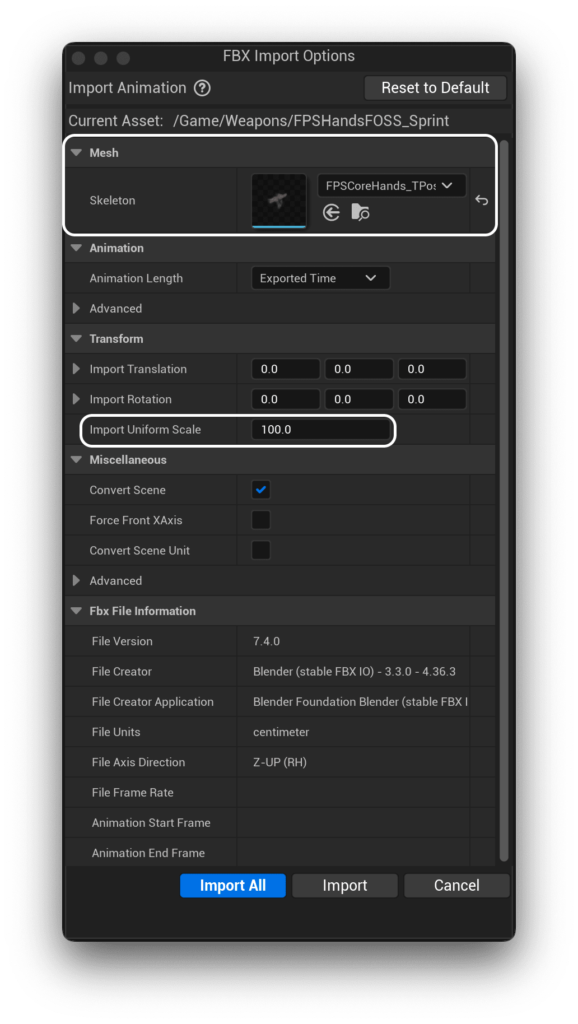 FBX Import Options
Import Animation ? Reset to Default
Current Asset: /Game/Weapons/FPSHandsFOSS_Sprint
Mesh
Skeleton FPSCoreHands_TPos
Animation
Animation Length Exported Time
Advanced
Transform
Import Translation 0.0 0.0 0.0
Import Rotation 0.0 0.0 0.0
Import Uniform Scale 100.0
Miscellaneous
Convert Scene
Force Front XAxis
Convert Scene Unit
Advanced
Fbx File Information
File Version 7.4.0
File Creator Blender (stable FBX IO) - 3.3.0 - 4.36.3
File Creator Application Blender Foundation Blender (stable FBX I
File Units centimeter
File Axis Direction Z-UP (RH)
File Frame Rate
Animation Start Frame
Animation End Frame
Import All Import Cancel